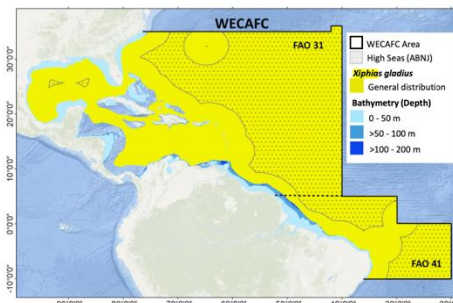 WECAFC
FAO 31
WECAFC Area
High Seas (ABNJ)
Xiphias gladius
General distribution
Bathymetry (Depth)
0 - 50 m
>50 - 100 m
>100 - 200 m
30°0'0"
20°0'0"
10°0'0"
0°0'0"
-10°0'0"
FAO 41